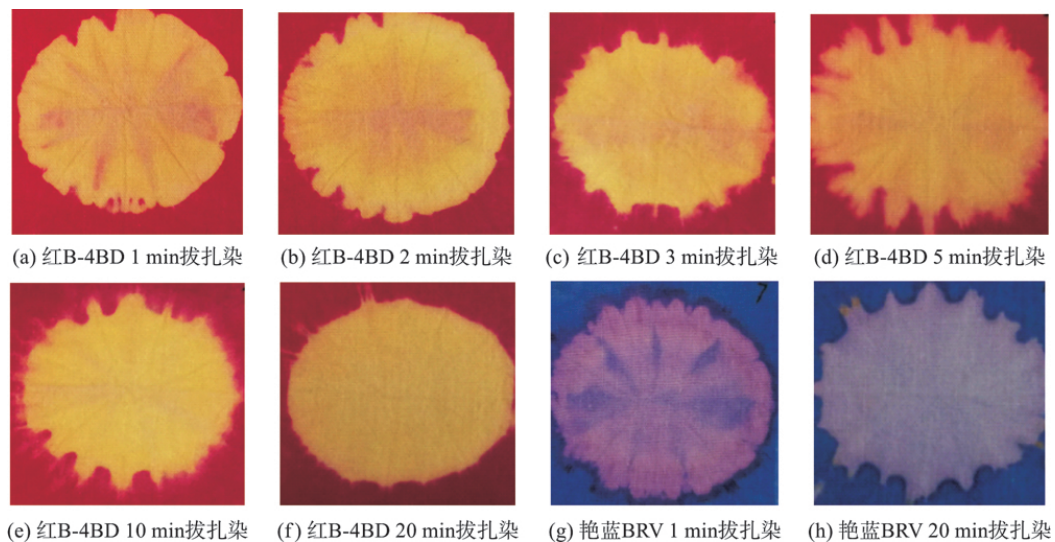 (a) 红B-4BD 1 min拔扎染
(b) 红B-4BD 2 min拔扎染
(c) 红B-4BD 3 min拔扎染
(d) 红B-4BD 5 min拔扎染
7
(e) 红B-4BD 10 min拔扎染
(f) 红B-4BD 20 min拔扎染
(g) 艳蓝BRV 1 min拔扎染
(h) 艳蓝BRV 20 min拔扎染